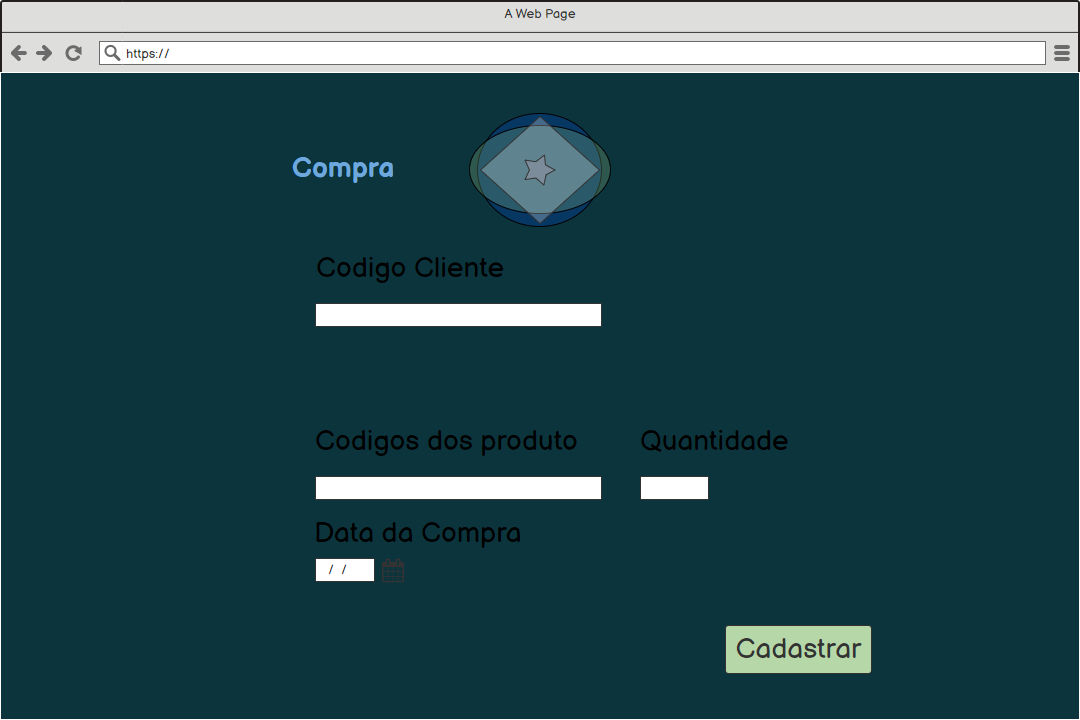 A Web Page
https://
Compra
Codigo Cliente
Codigos dos produto
Quantidade
Data da Compra
/ /
Cadastrar